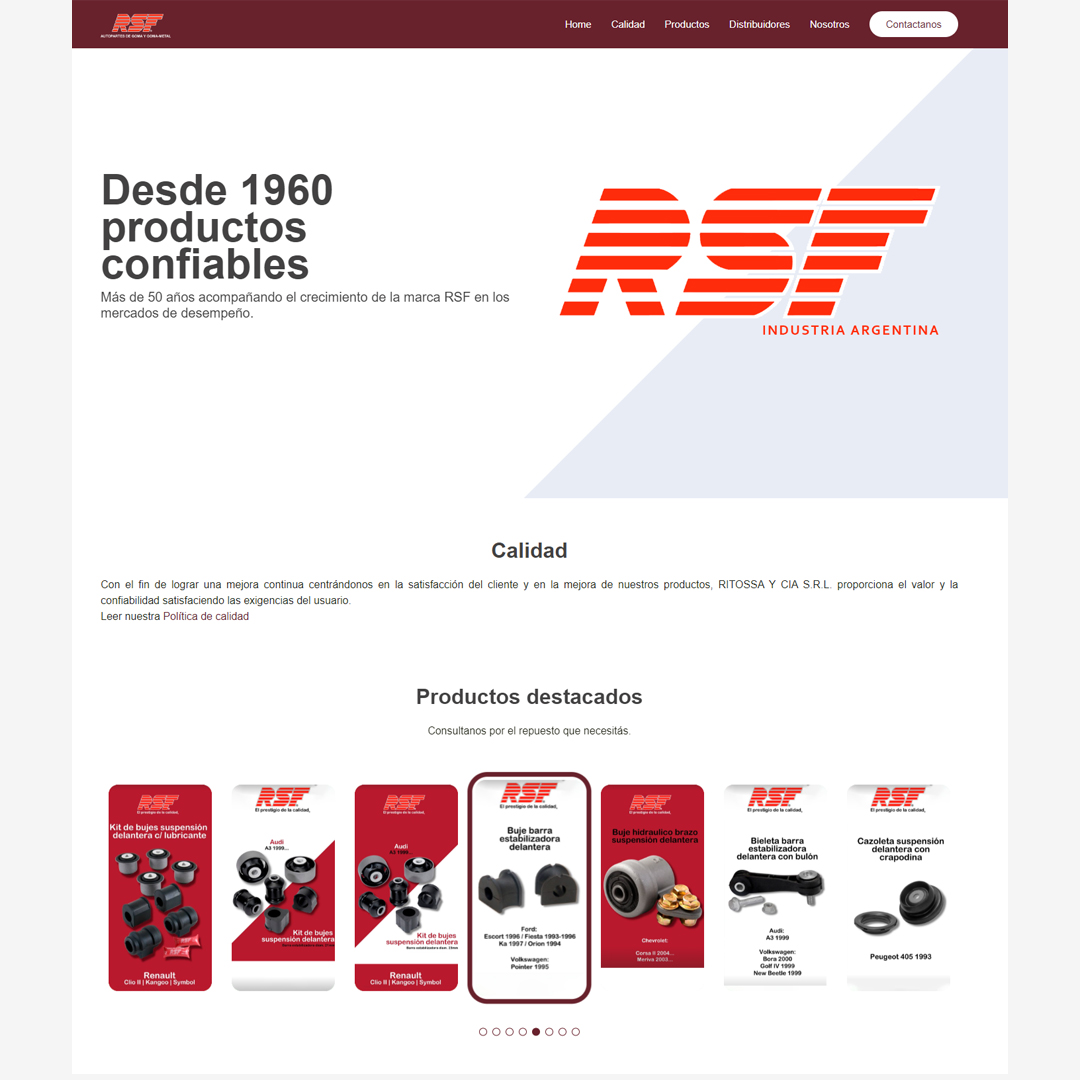 RSF
AUTOPARTES DE GOMA Y GOMA-METAL
Home
Calidad
Productos
Distribuidores
Nosotros
Contactanos
Desde 1960
productos
confiables
Más de 50 años acompañando el crecimiento de la marca RSF en los
mercados de desempeño.
RSF
INDUSTRIA ARGENTINA
Calidad
Con el fin de lograr una mejora continua centrándonos en la satisfacción del cliente y en la mejora de nuestros productos, RITOSSA Y CIA S.R.L. proporciona el valor y la
confiabilidad satisfaciendo las exigencias del usuario.
Leer nuestra Política de calidad
Productos destacados
Consultanos por el repuesto que necesitás.
RSF
El prestigio de la calidad,
Kit de bujes suspensión
delantera c/ lubricante
Renault
Clio II | Kangoo | Symbol
RSF
El prestigio de la calidad,
Audi
A3 1999...
Kit de bujes
suspensión delantera
RSF
El prestigio de la calidad,
Audi
A3 1999...
Kit de bujes
suspensión delantera
Renault
Clio II | Kangoo | Symbol
RSF
El prestigio de la calidad,
Buje barra
estabilizadora
delantera
Ford:
Escort 1996 / Fiesta 1993-1996
Ka 1997 / Orion 1994
Volkswagen:
Pointer 1995
RSF
El prestigio de la calidad,
Buje hidraulico brazo
suspensión delantera
Chevrolet:
Corsa II 2004...
Meriva 2003...
RSF
El prestigio de la calidad,
Bieleta barra
estabilizadora
delantera con bulón
Audi:
A3 1999
Volkswagen:
Bora 2000
Golf IV 1999
New Beetle 1999
RSF
El prestigio de la calidad,
Cazoleta suspensión
delantera con
crapodina
Peugeot 405 1993